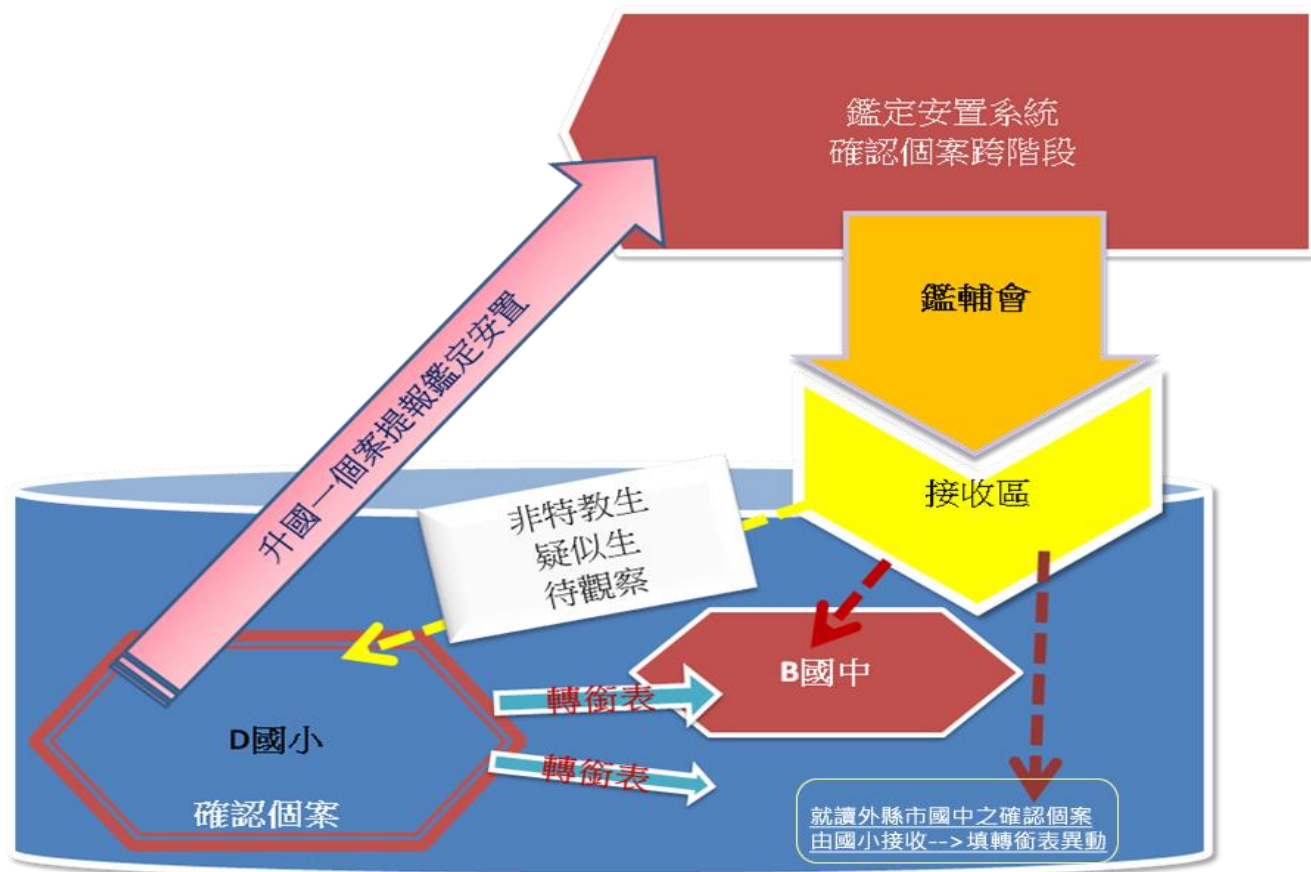 鑑定安置系統
確認個案跨階段
鑑輔會
升國一個案提報鑑定安置
接收區
非特教生
疑似生
待觀察
B國中
轉銜表
D國小
轉銜表
確認個案
就讀外縣市國中之確認個案
由國小接收-->填轉銜表異動